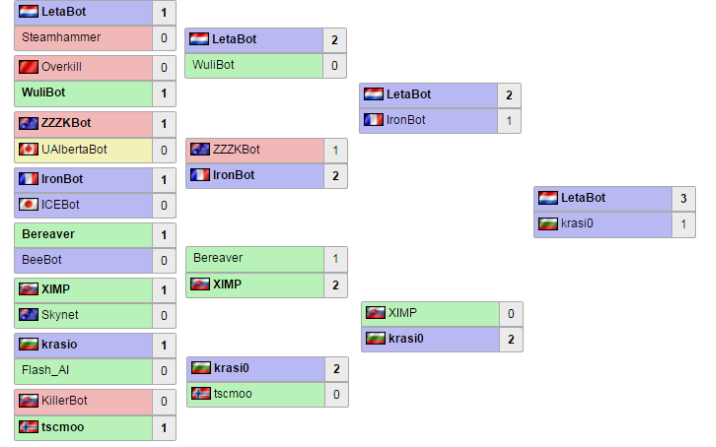 LetaBot 1
Steamhammer 0
Overkill 0
WuliBot 1
ZZZKBot 1
UAlbertaBot 0
IronBot 1
ICEBot 0
Bereaver 1
BeeBot 0
XIMP 1
Skynet 0
krasio 1
Flash_AI 0
KillerBot 0
tscmoo 1
LetaBot 2
WuliBot 0
ZZZKBot 1
IronBot 2
Bereaver 1
XIMP 2
krasi0 2
tscmoo 0
LetaBot 2
IronBot 1
XIMP 0
krasi0 2
LetaBot 3
krasi0 1